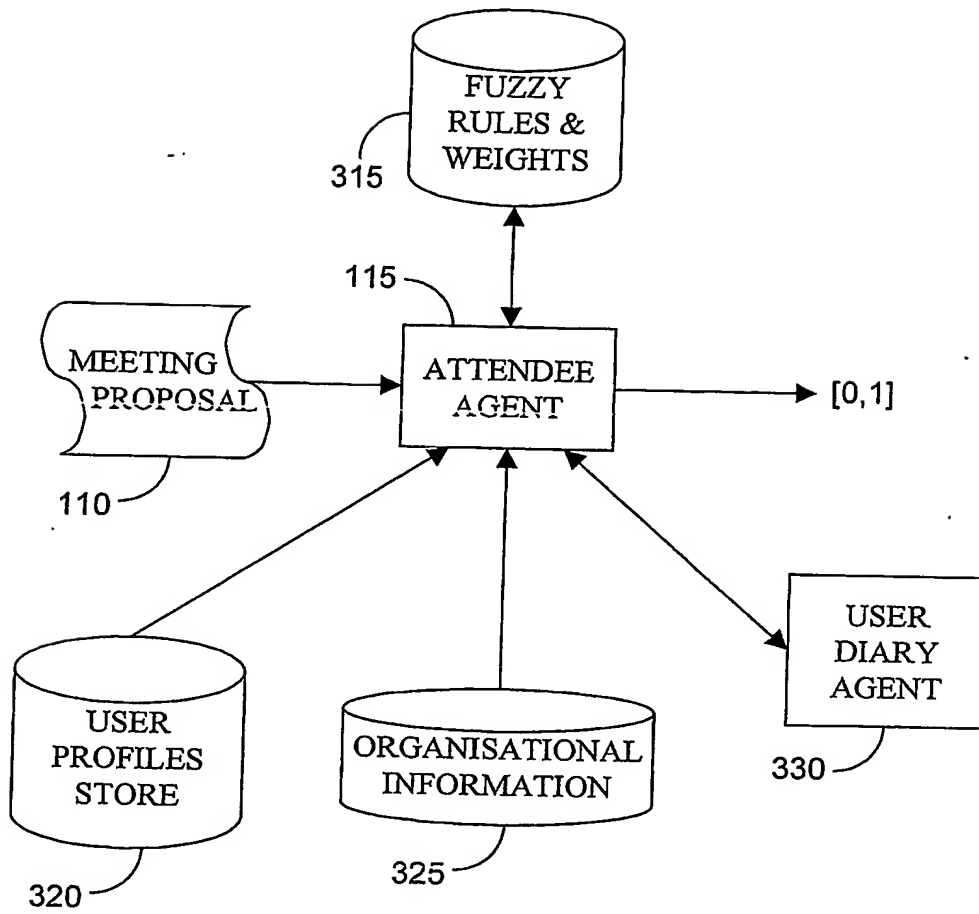 FUZZY
RULES &
WEIGHTS
315
115
MEETING
PROPOSAL
110
ATTENDEE
AGENT
[0,1]
USER
PROFILES
STORE
320
ORGANISATIONAL
INFORMATION
325
USER
DIARY
AGENT
330